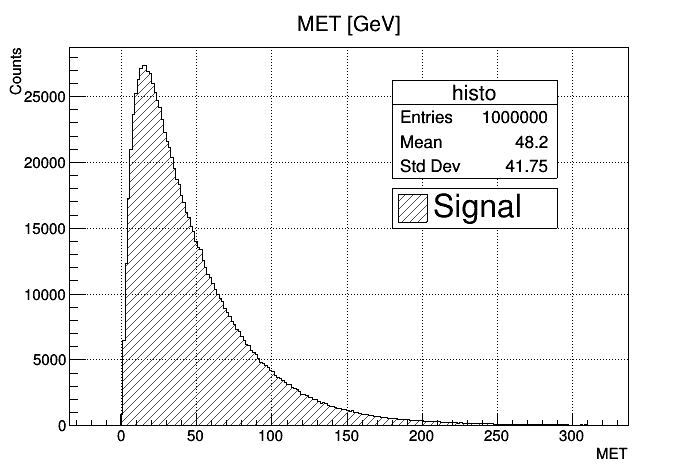 MET [GeV]
Counts
25000
20000
15000
10000
5000
0
histo
Entries 1000000
Mean 48.2
Std Dev 41.75
Signal
0 50 100 150 200 250 300
MET